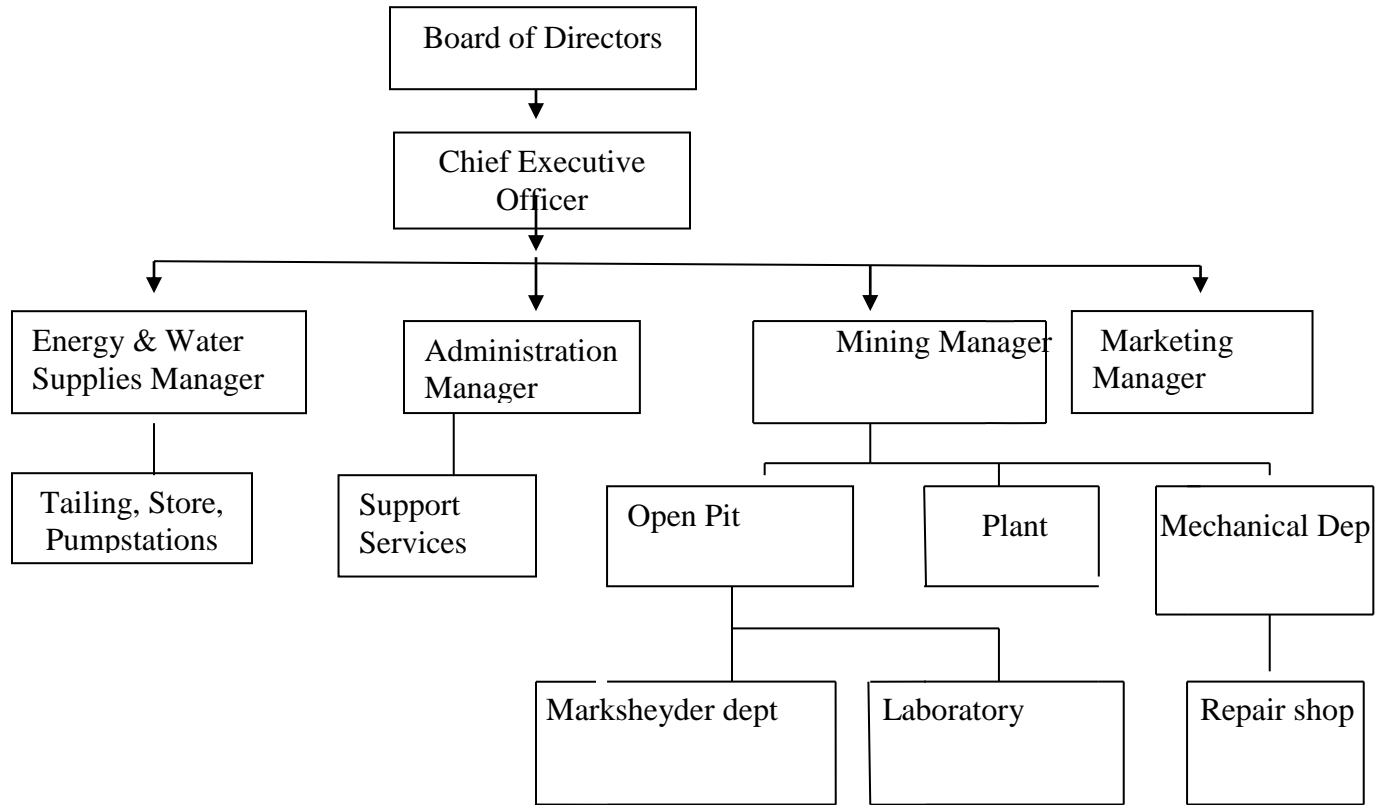 Board of Directors
Chief Executive
Officer
Energy & Water
Supplies Manager
Administration
Manager
Mining Manager
Marketing
Manager
Tailing, Store,
Pumpstations
Support
Services
Open Pit
Plant
Mechanical Dep
Marksheyder dept
Laboratory
Repair shop